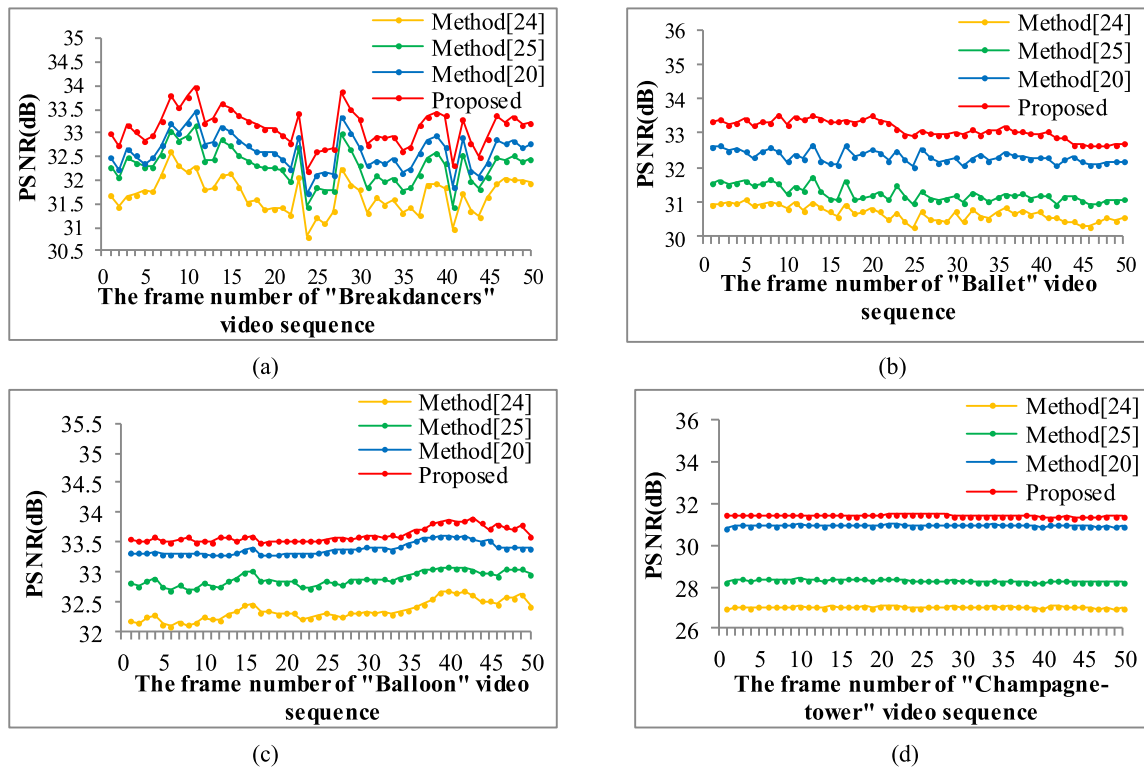 35
34.5
34
33.5
33
32.5
32
31.5
31
30.5
PSNR(dB)
Method[24]
Method[25]
Method[20]
Proposed
0 5 10 15 20 25 30 35 40 45 50
The frame number of "Breakdancers"
video sequence
(a)
36
35
34
33
32
31
30
PSNR(dB)
Method[24]
Method[25]
Method[20]
Proposed
0 5 10 15 20 25 30 35 40 45 50
The frame number of "Ballet" video
sequence
(b)
35.5
35
34.5
34
33.5
33
32.5
32
PSNR(dB)
Method[24]
Method[25]
Method[20]
Proposed
0 5 10 15 20 25 30 35 40 45 50
The frame number of "Balloon" video
sequence
(c)
36
34
32
30
28
26
PSNR(dB)
Method[24]
Method[25]
Method[20]
Proposed
0 5 10 15 20 25 30 35 40 45 50
The frame number of "Champagne-
tower" video sequence
(d)